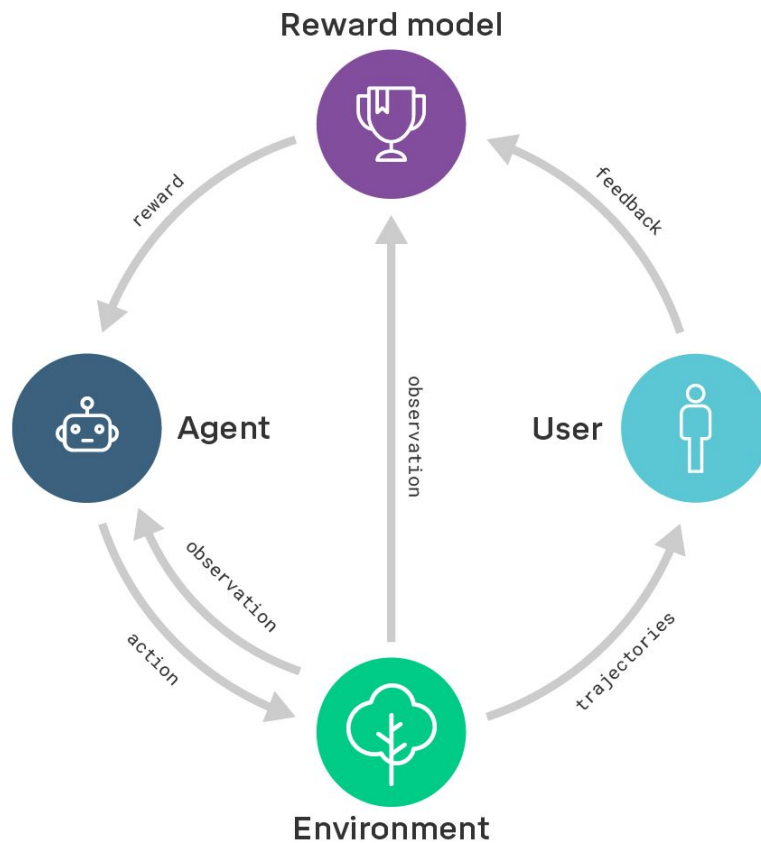 Reward model
reward
feedback
observation
Agent
User
observation
action
trajectories
Environment